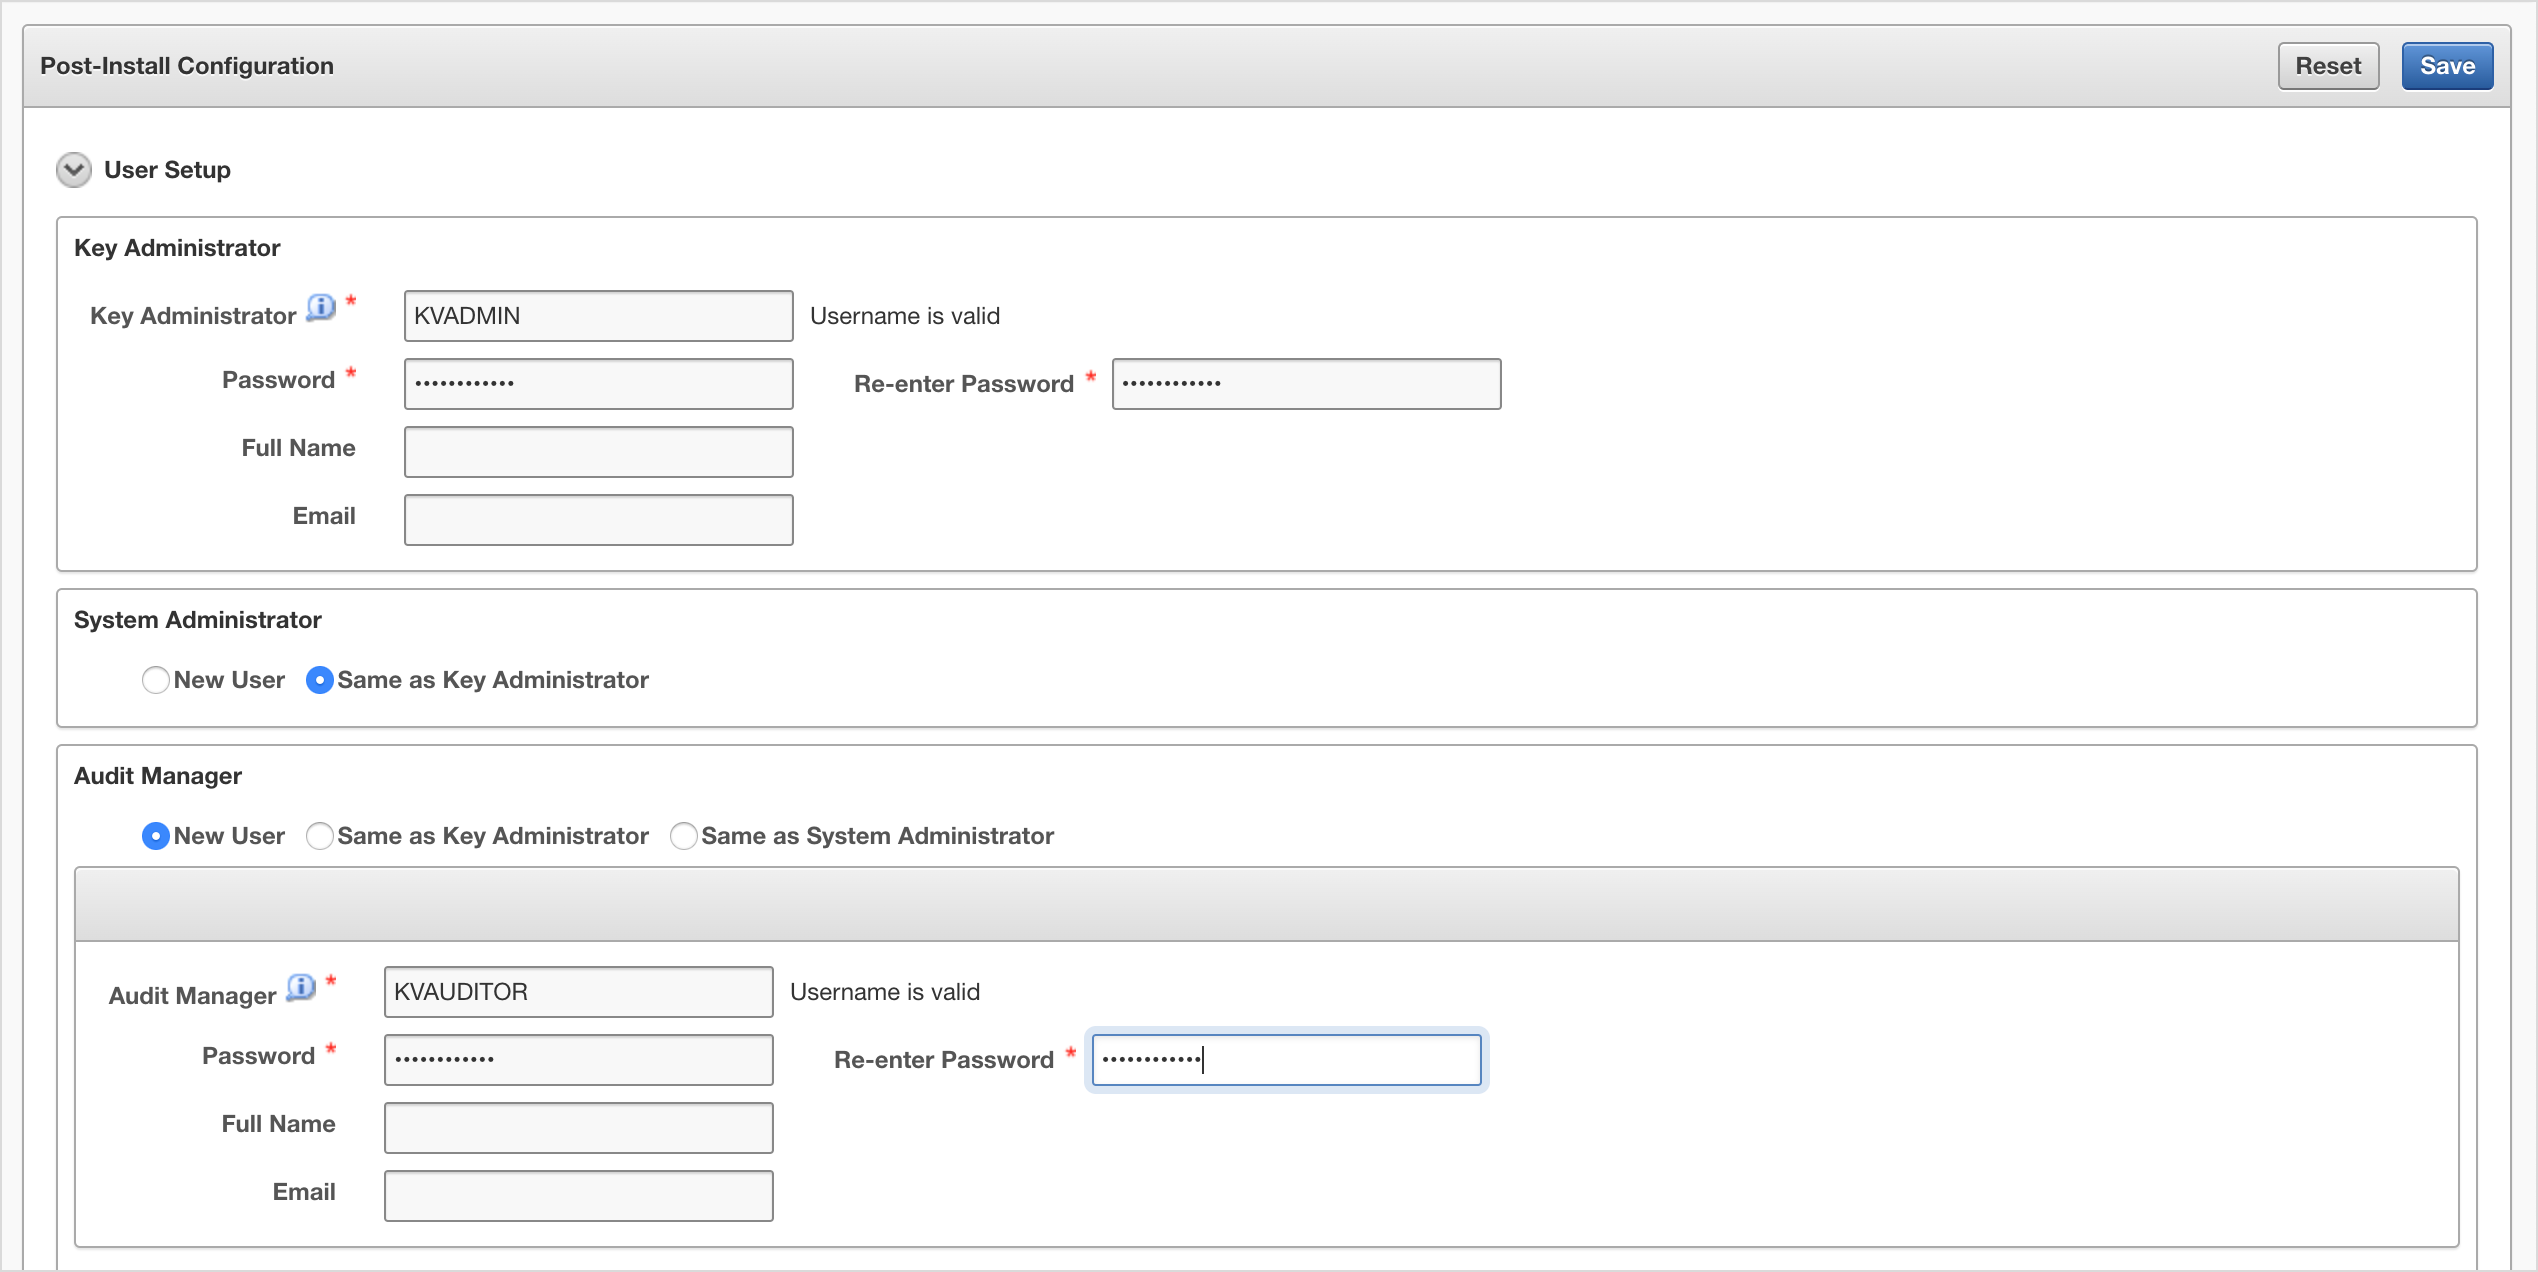 Post-Install Configuration Reset Save
User Setup
Key Administrator
Key Administrator * KVADMIN Username is valid
Password * •••••••••••• Re-enter Password * ••••••••••••
Full Name
Email
System Administrator
New User Same as Key Administrator
Audit Manager
New User Same as Key Administrator Same as System Administrator
Audit Manager * KVAUDITOR Username is valid
Password * •••••••••••• Re-enter Password * ••••••••••••
Full Name
Email